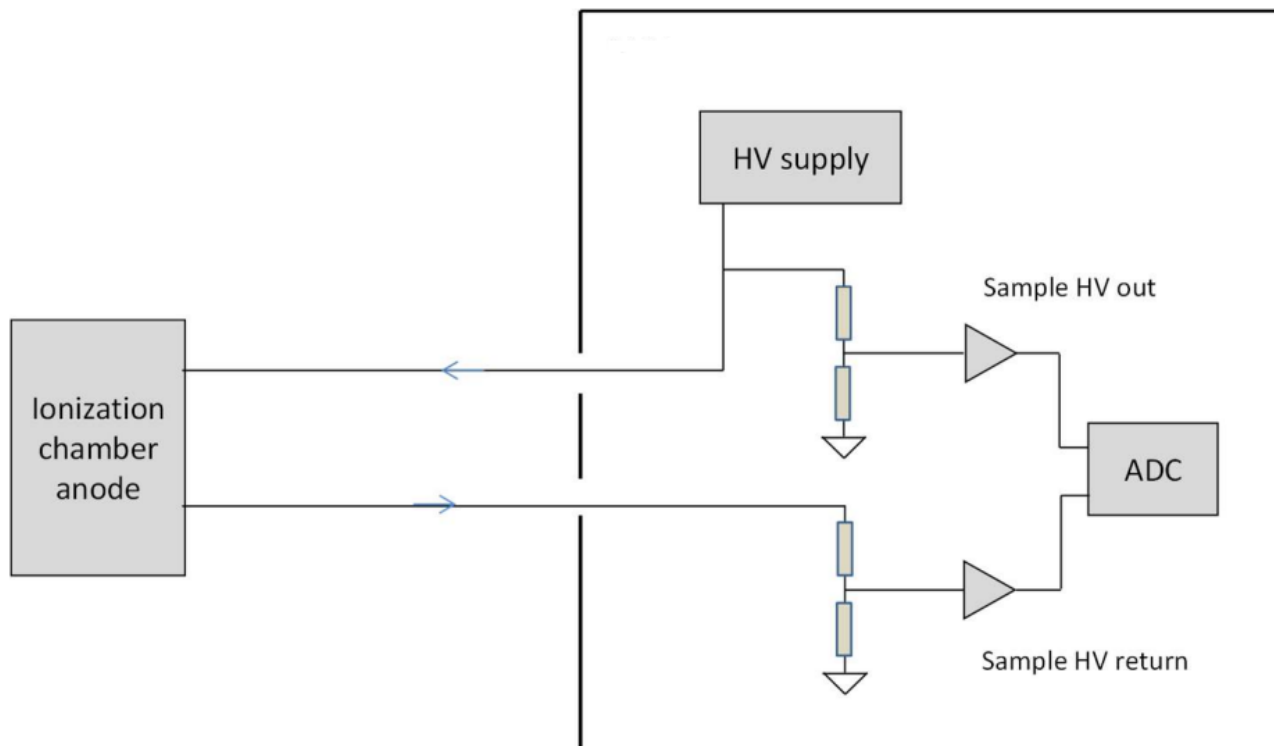 HV supply
Sample HV out
Ionization
chamber
anode
ADC
Sample HV return